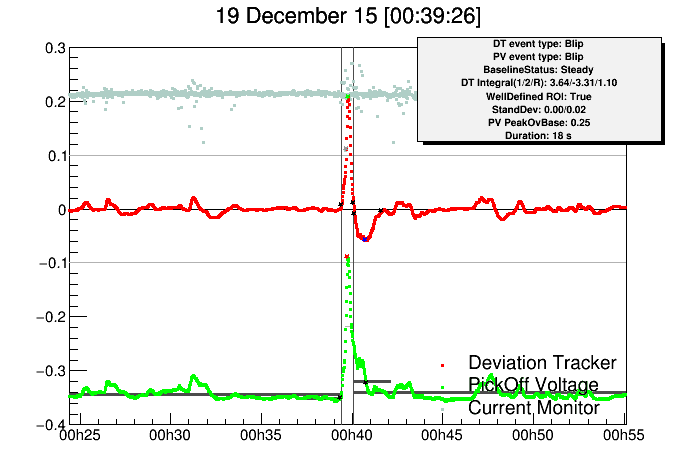 19 December 15 [00:39:26]
DT event type: Blip
PV event type: Blip
BaselineStatus: Steady
DT Integral(1/2/R): 3.64/-3.31/1.10
WellDefined ROI: True
StandDev: 0.00/0.02
PV PeakOvBase: 0.25
Duration: 18 s
0.3
0.2
0.1
0
−0.1
−0.2
−0.3
−0.4
Deviation Tracker
PickOff Voltage
Current Monitor
00h25 00h30 00h35 00h40 00h45 00h50 00h55